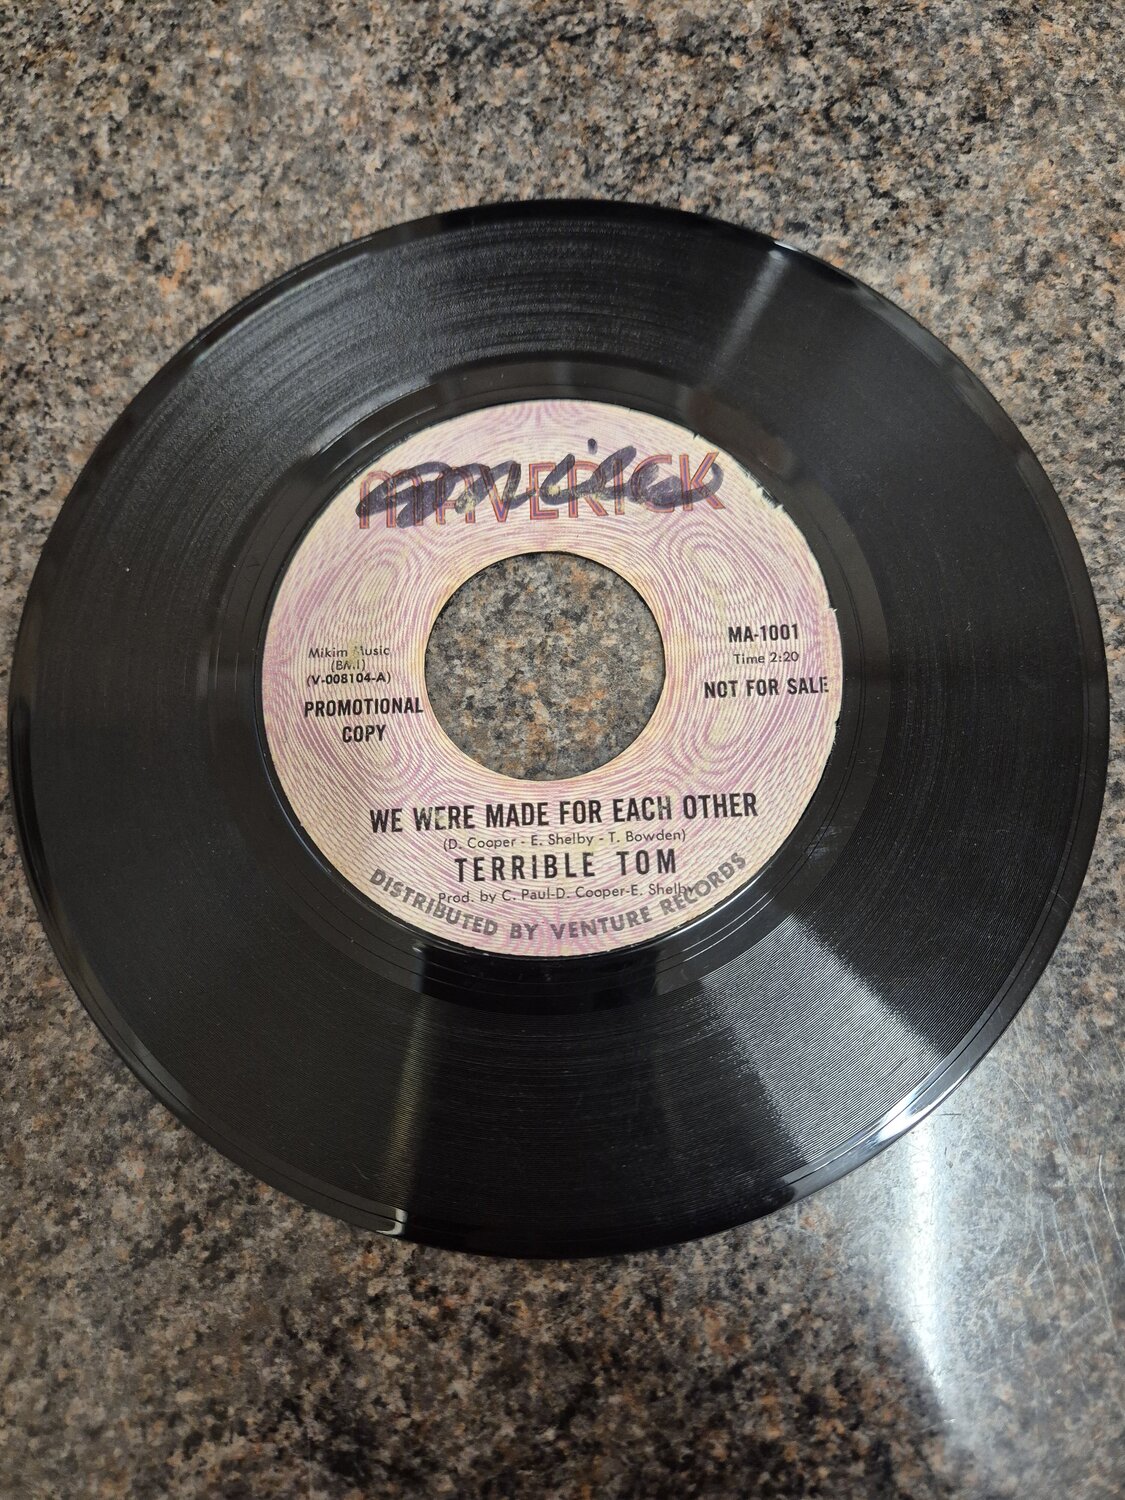 MAVERICK
MA-1001
Time 2:20
NOT FOR SALE
Mikim Music
(BMI)
(V-008104-A)
PROMOTIONAL
COPY
WE WERE MADE FOR EACH OTHER
(D. Cooper - E. Shelby - T. Bowden)
TERRIBLE TOM
Prod. by C. Paul-D. Cooper-E. Shelby
DISTRIBUTED BY VENTURE RECORDS